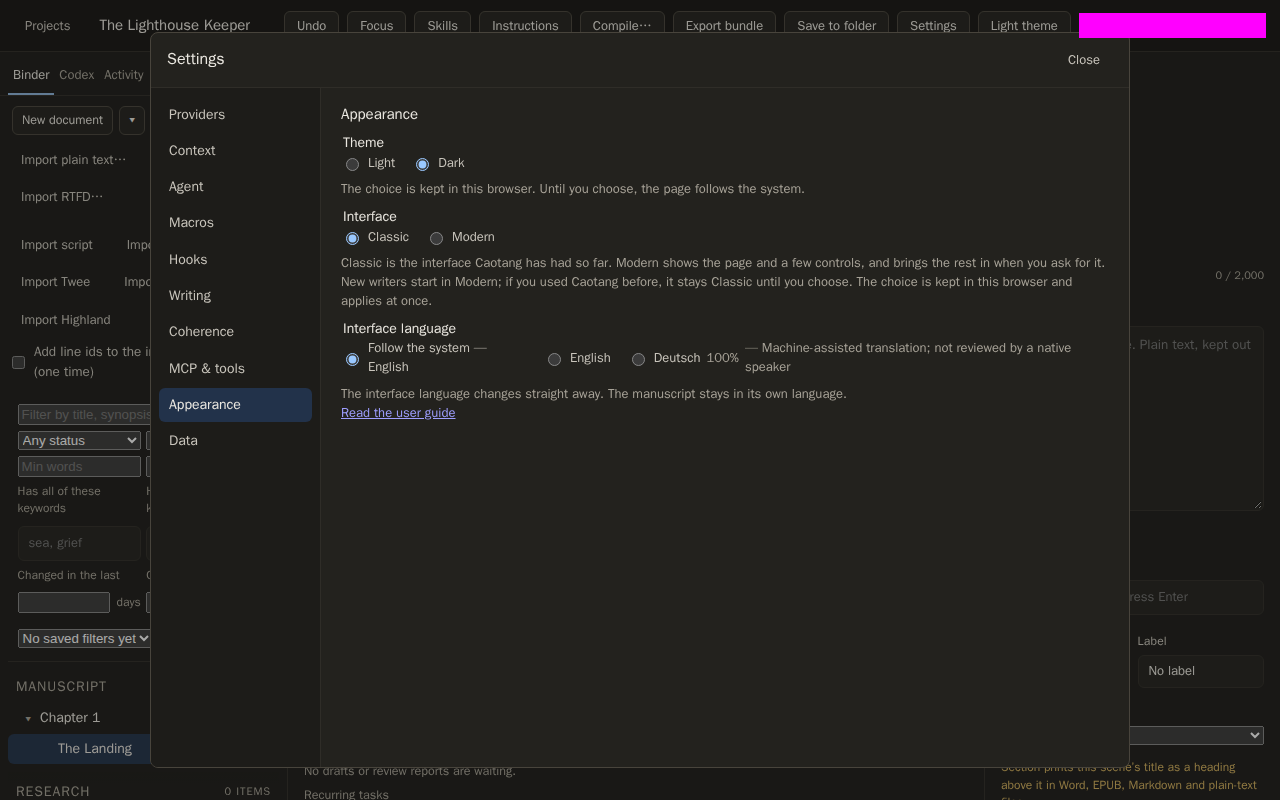 Projects
The Lighthouse Keeper
Undo
Focus
Skills
Instructions
Compile···
Export bundle
Save to folder
Settings
Light theme
Binder
Codex
Activity
New document
Import plain text···
Import RTFD···
Import script
Import Twee
Import Highland
Add line ids to the
(one time)
Any status
Min words
Has all of these
keywords
sea, grief
Changed in the last
days
No saved filters yet
MANUSCRIPT
Chapter 1
The Landing
RESEARCH
0 ITEMS
Settings
Close
Providers
Context
Agent
Macros
Hooks
Writing
Coherence
MCP & tools
Appearance
Data
Appearance
Theme
Light
Dark
The choice is kept in this browser. Until you choose, the page follows the system.
Interface
Classic
Modern
Classic is the interface Caotang has had so far. Modern shows the page and a few controls, and brings the rest in when you ask for it.
New writers start in Modern; if you used Caotang before, it stays Classic until you choose. The choice is kept in this browser and
applies at once.
Interface language
Follow the system —
English
English
Deutsch 100% — Machine-assisted translation; not reviewed by a native
speaker
The interface language changes straight away. The manuscript stays in its own language.
Read the user guide
0 / 2,000
Plain text, kept out
Enter
Label
No label
No drafts or review reports are waiting.
Recurring tasks
Section prints this scene's title as a heading
above it in Word, EPUB, Markdown and plain-text